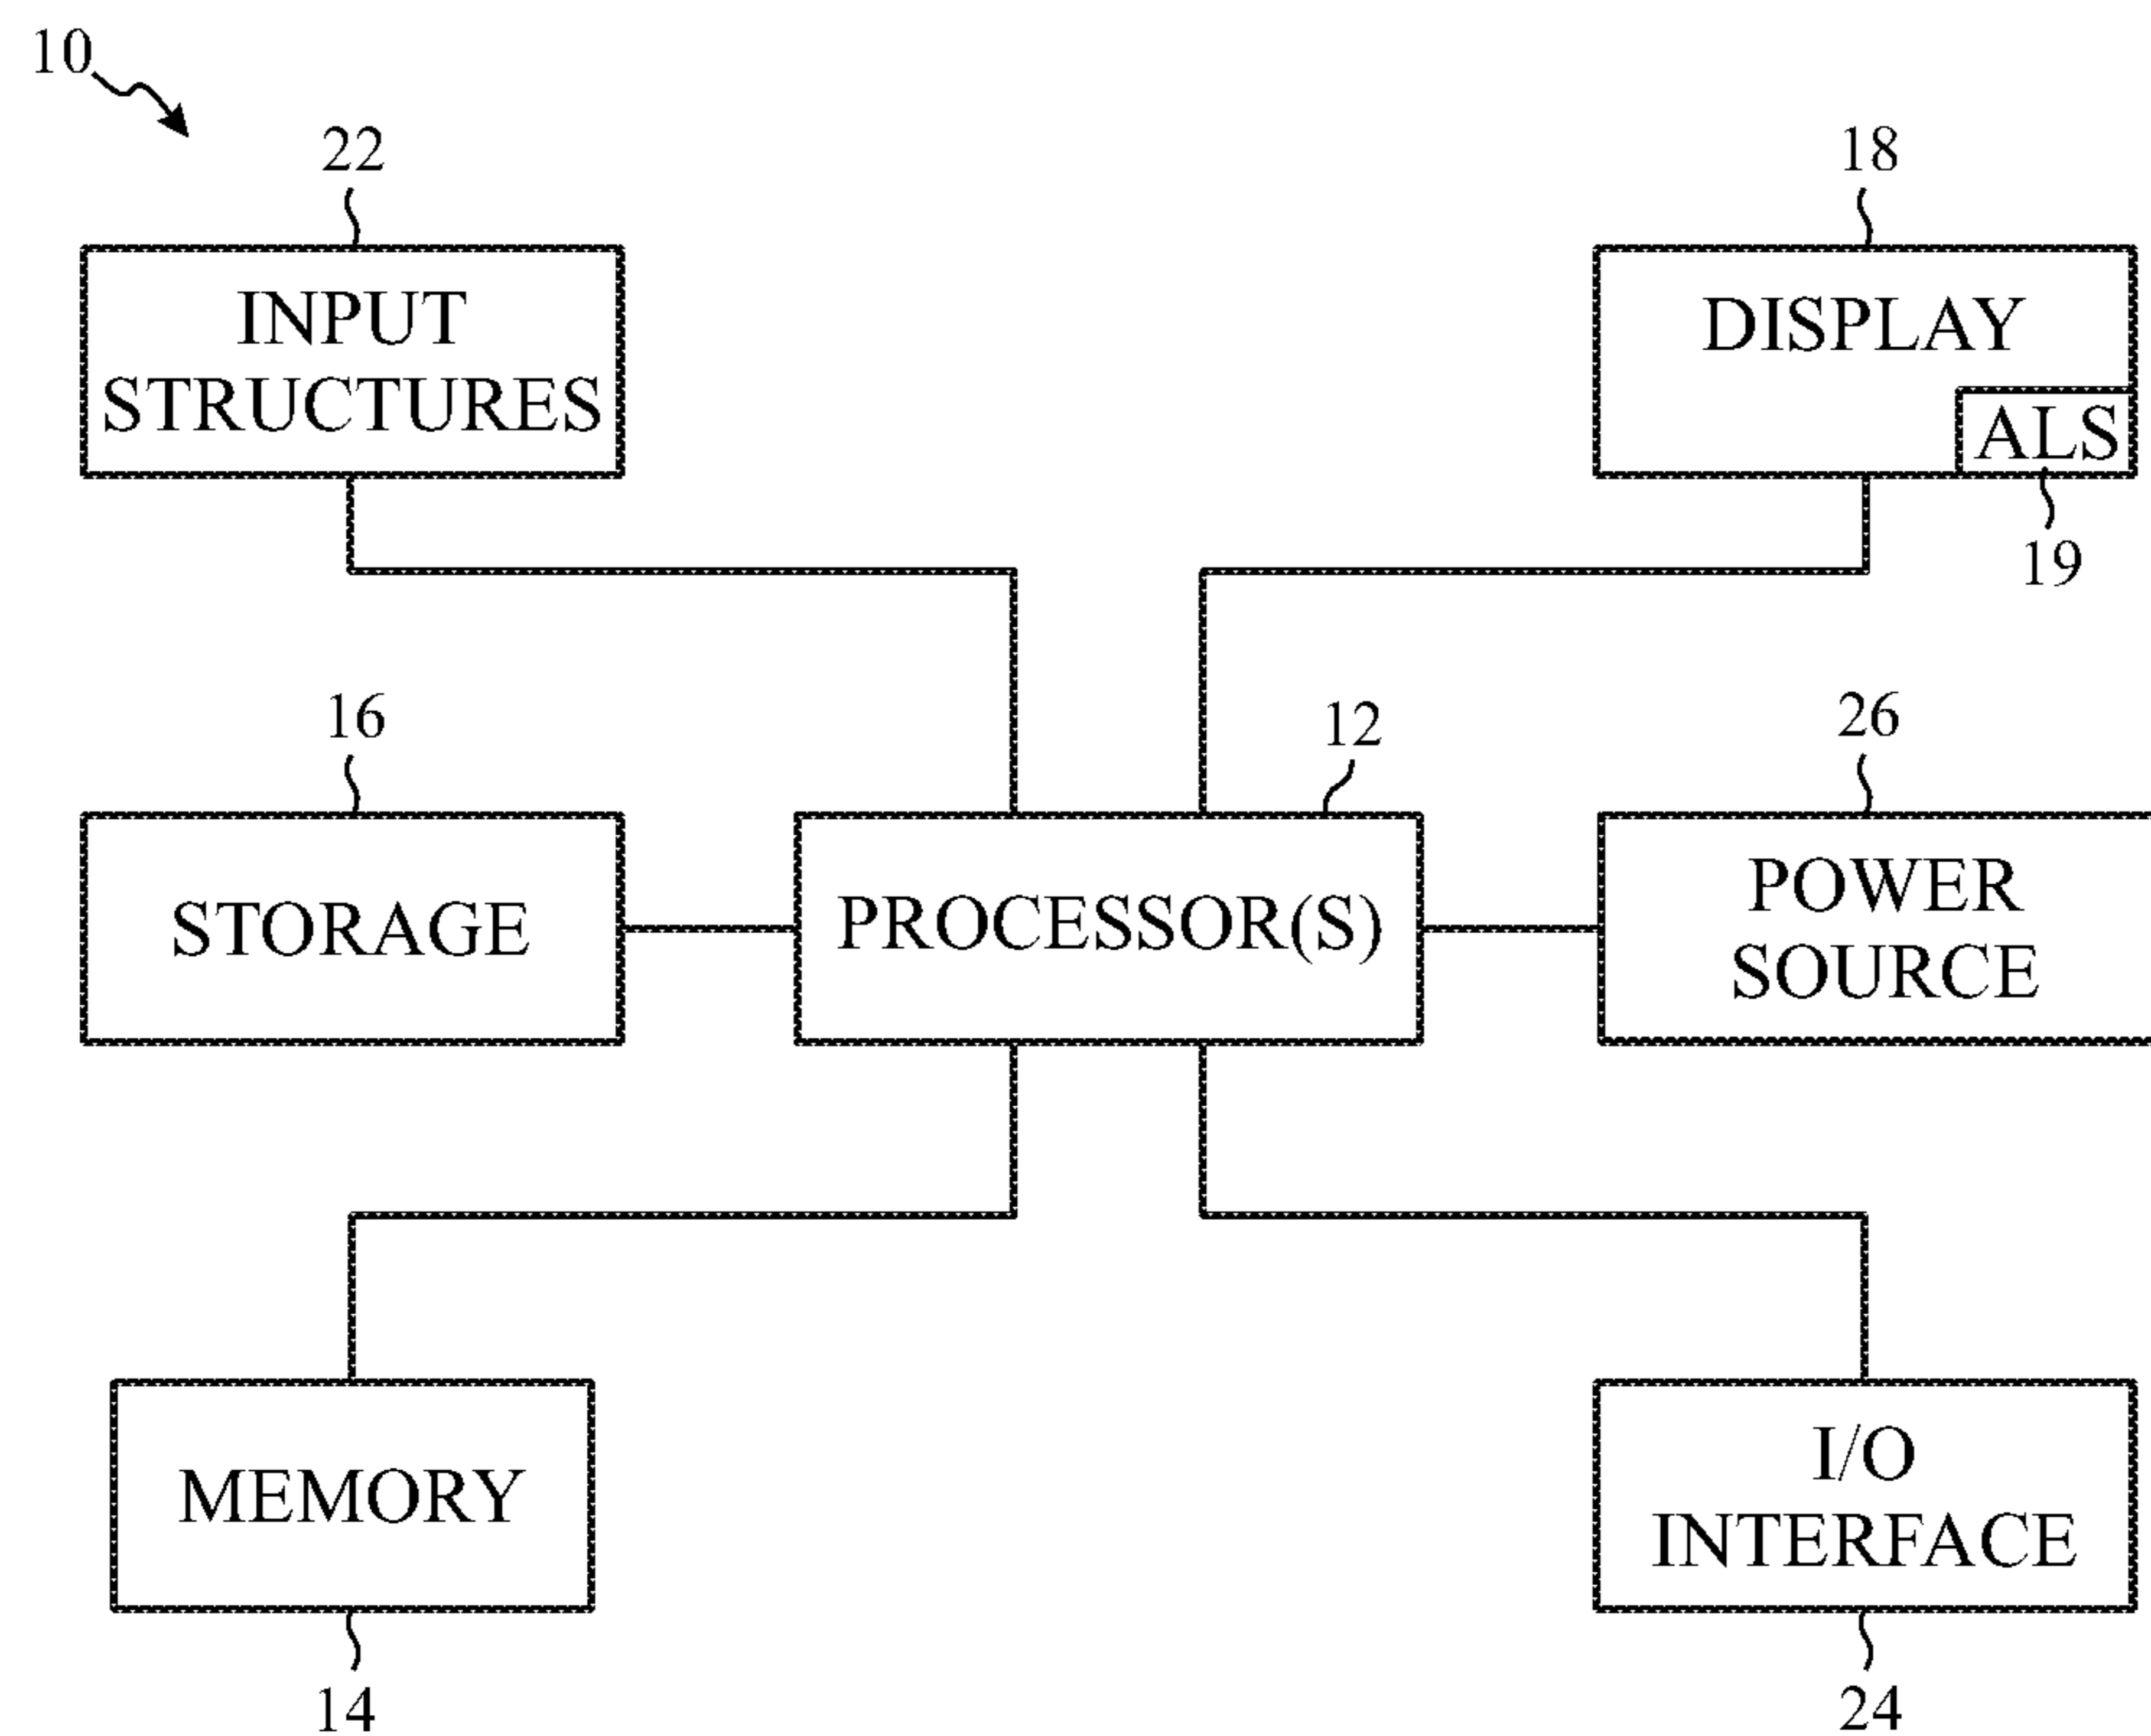 10
22
INPUT
STRUCTURES
18
DISPLAY
ALS
19
16
STORAGE
12
PROCESSOR(S)
26
POWER
SOURCE
MEMORY
14
I/O
INTERFACE
24